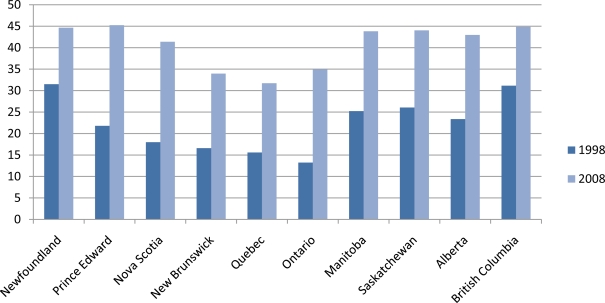 50
45
40
35
30
25
20
15
10
5
0
1998
2008
Newfoundland
Prince Edward
Nova Scotia
New Brunswick
Quebec
Ontario
Manitoba
Saskatchewan
Alberta
British Columbia